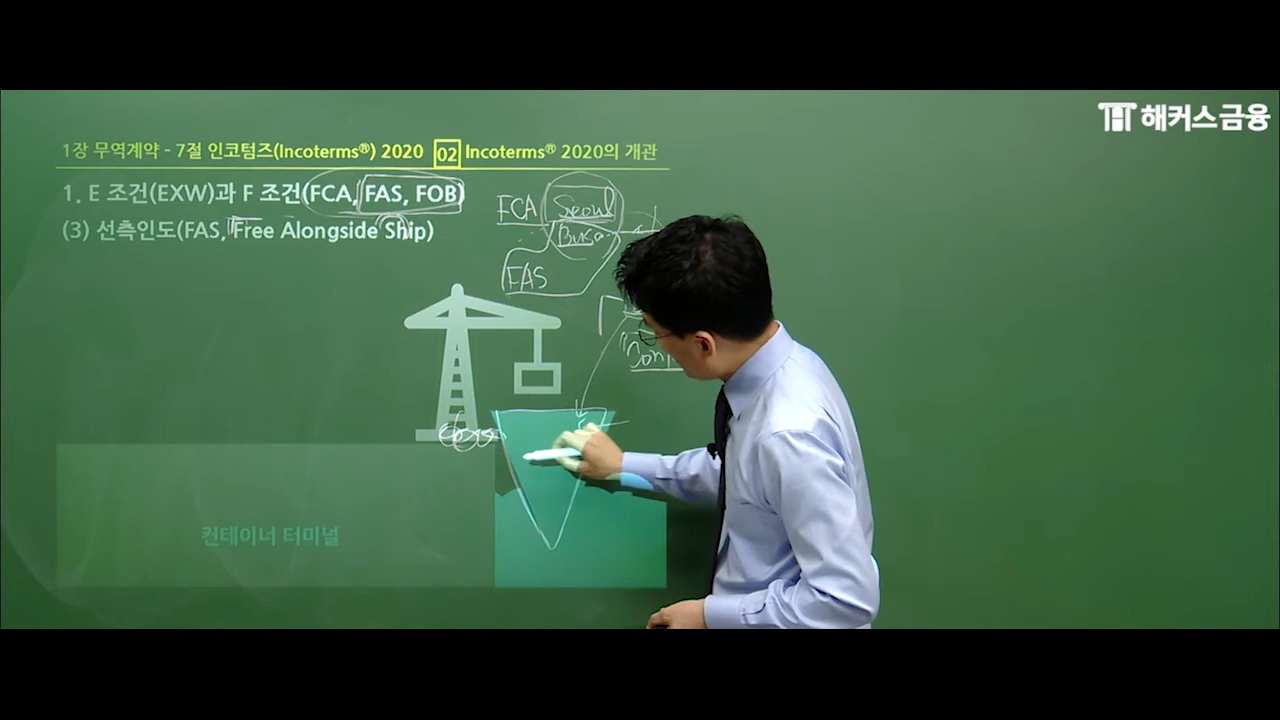 해커스금융
1장 무역계약 - 7절 인코텀즈(Incoterms®) 2020 02 Incoterms® 2020의 개관
1. E 조건(EXW)과 F 조건(FCA, FAS, FOB)
(3) 선측인도(FAS, Free Alongside Ship)
FCA Seoul
Busan
FAS
컨테이너 터미널